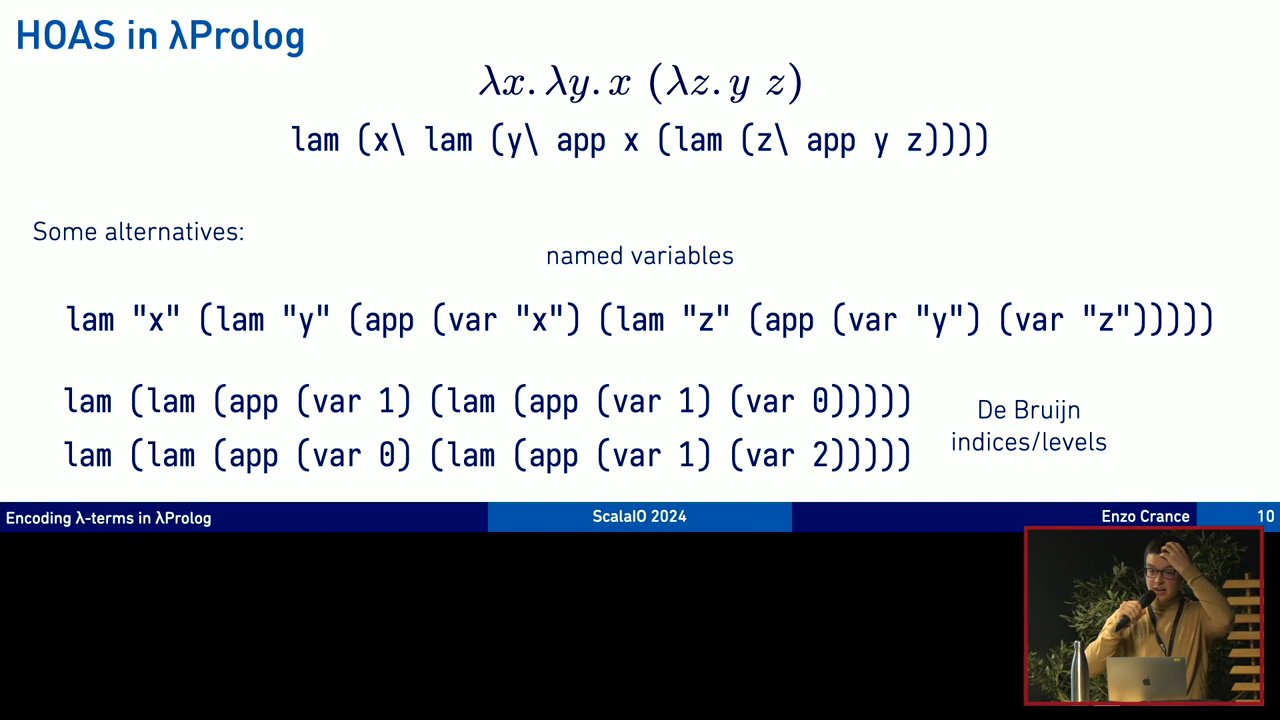 HOAS in λProlog
λx. λy. x (λz. y z)
lam (x\ lam (y\ app x (lam (z\ app y z))))
Some alternatives:
named variables
lam "x" (lam "y" (app (var "x") (lam "z" (app (var "y") (var "z")))))
lam (lam (app (var 1) (lam (app (var 1) (var 0)))))
lam (lam (app (var 0) (lam (app (var 1) (var 2)))))
De Bruijn
indices/levels
Encoding λ-terms in λProlog
ScalaIO 2024
Enzo Crance
10